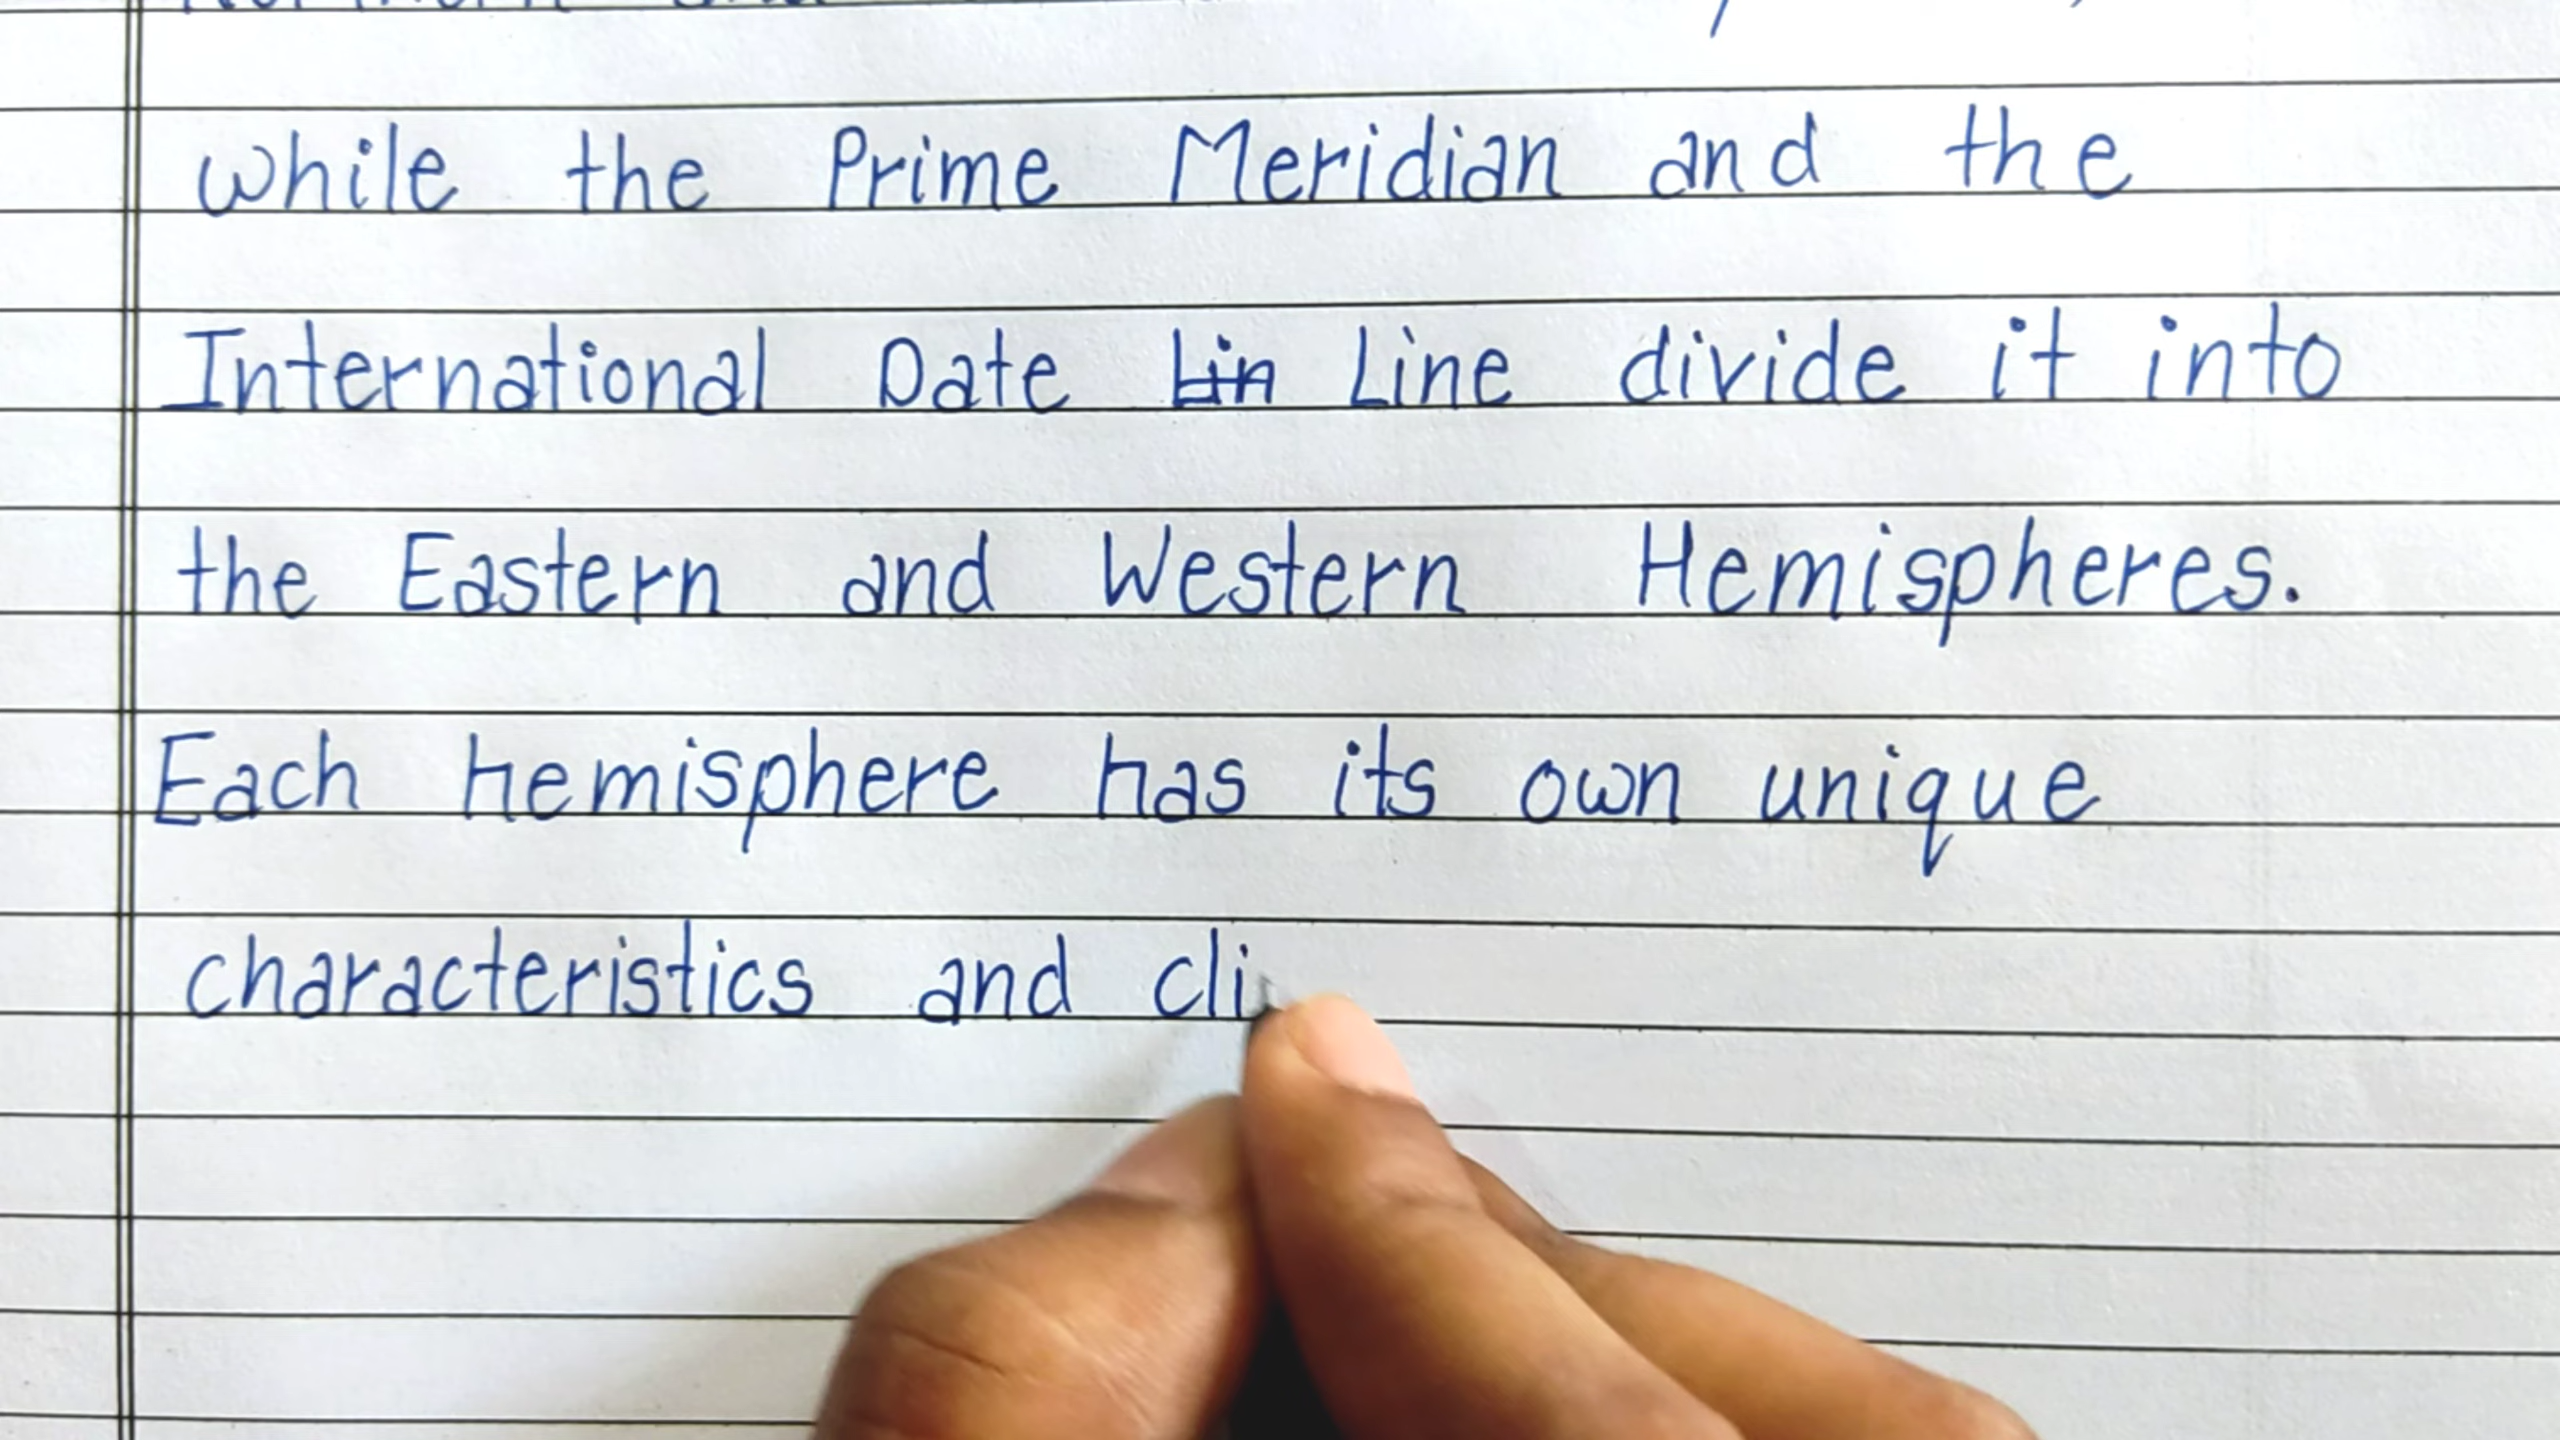 while the Prime Meridian and the
International Date Lin Line divide it into
the Eastern and Western Hemispheres.
Each hemisphere has its own unique
characteristics and cli